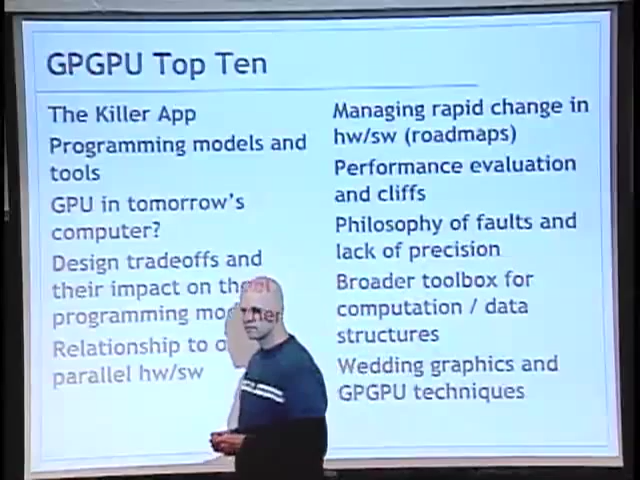 GPGPU Top Ten
The Killer App
Programming models and
tools
GPU in tomorrow's
computer?
Design tradeoffs and
their impact on the
programming model
Relationship to other
parallel hw/sw
Managing rapid change in
hw/sw (roadmaps)
Performance evaluation
and cliffs
Philosophy of faults and
lack of precision
Broader toolbox for
computation / data
structures
Wedding graphics and
GPGPU techniques